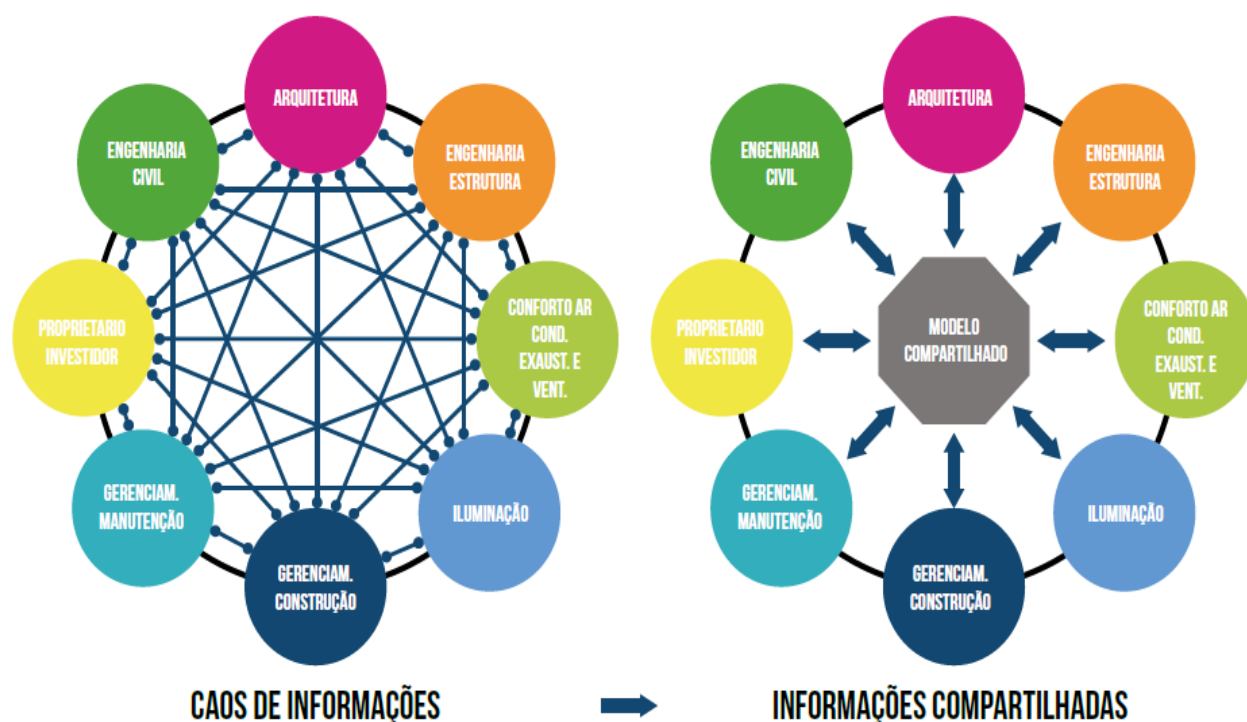 ARQUITETURA
ENGENHARIA
CIVIL
ENGENHARIA
ESTRUTURA
PROPRIETARIO
INVESTIDOR
CONFORTO AR
COND.
EXAUST. E
VENT.
GERENCIAM.
MANUTENÇÃO
ILUMINAÇÃO
GERENCIAM.
CONSTRUÇÃO
CAOS DE INFORMAÇÕES
ARQUITETURA
ENGENHARIA
CIVIL
ENGENHARIA
ESTRUTURA
PROPRIETARIO
INVESTIDOR
MODELO
COMPARTILHADO
CONFORTO AR
COND.
EXAUST. E
VENT.
GERENCIAM.
MANUTENÇÃO
ILUMINAÇÃO
GERENCIAM.
CONSTRUÇÃO
INFORMAÇÕES COMPARTILHADAS